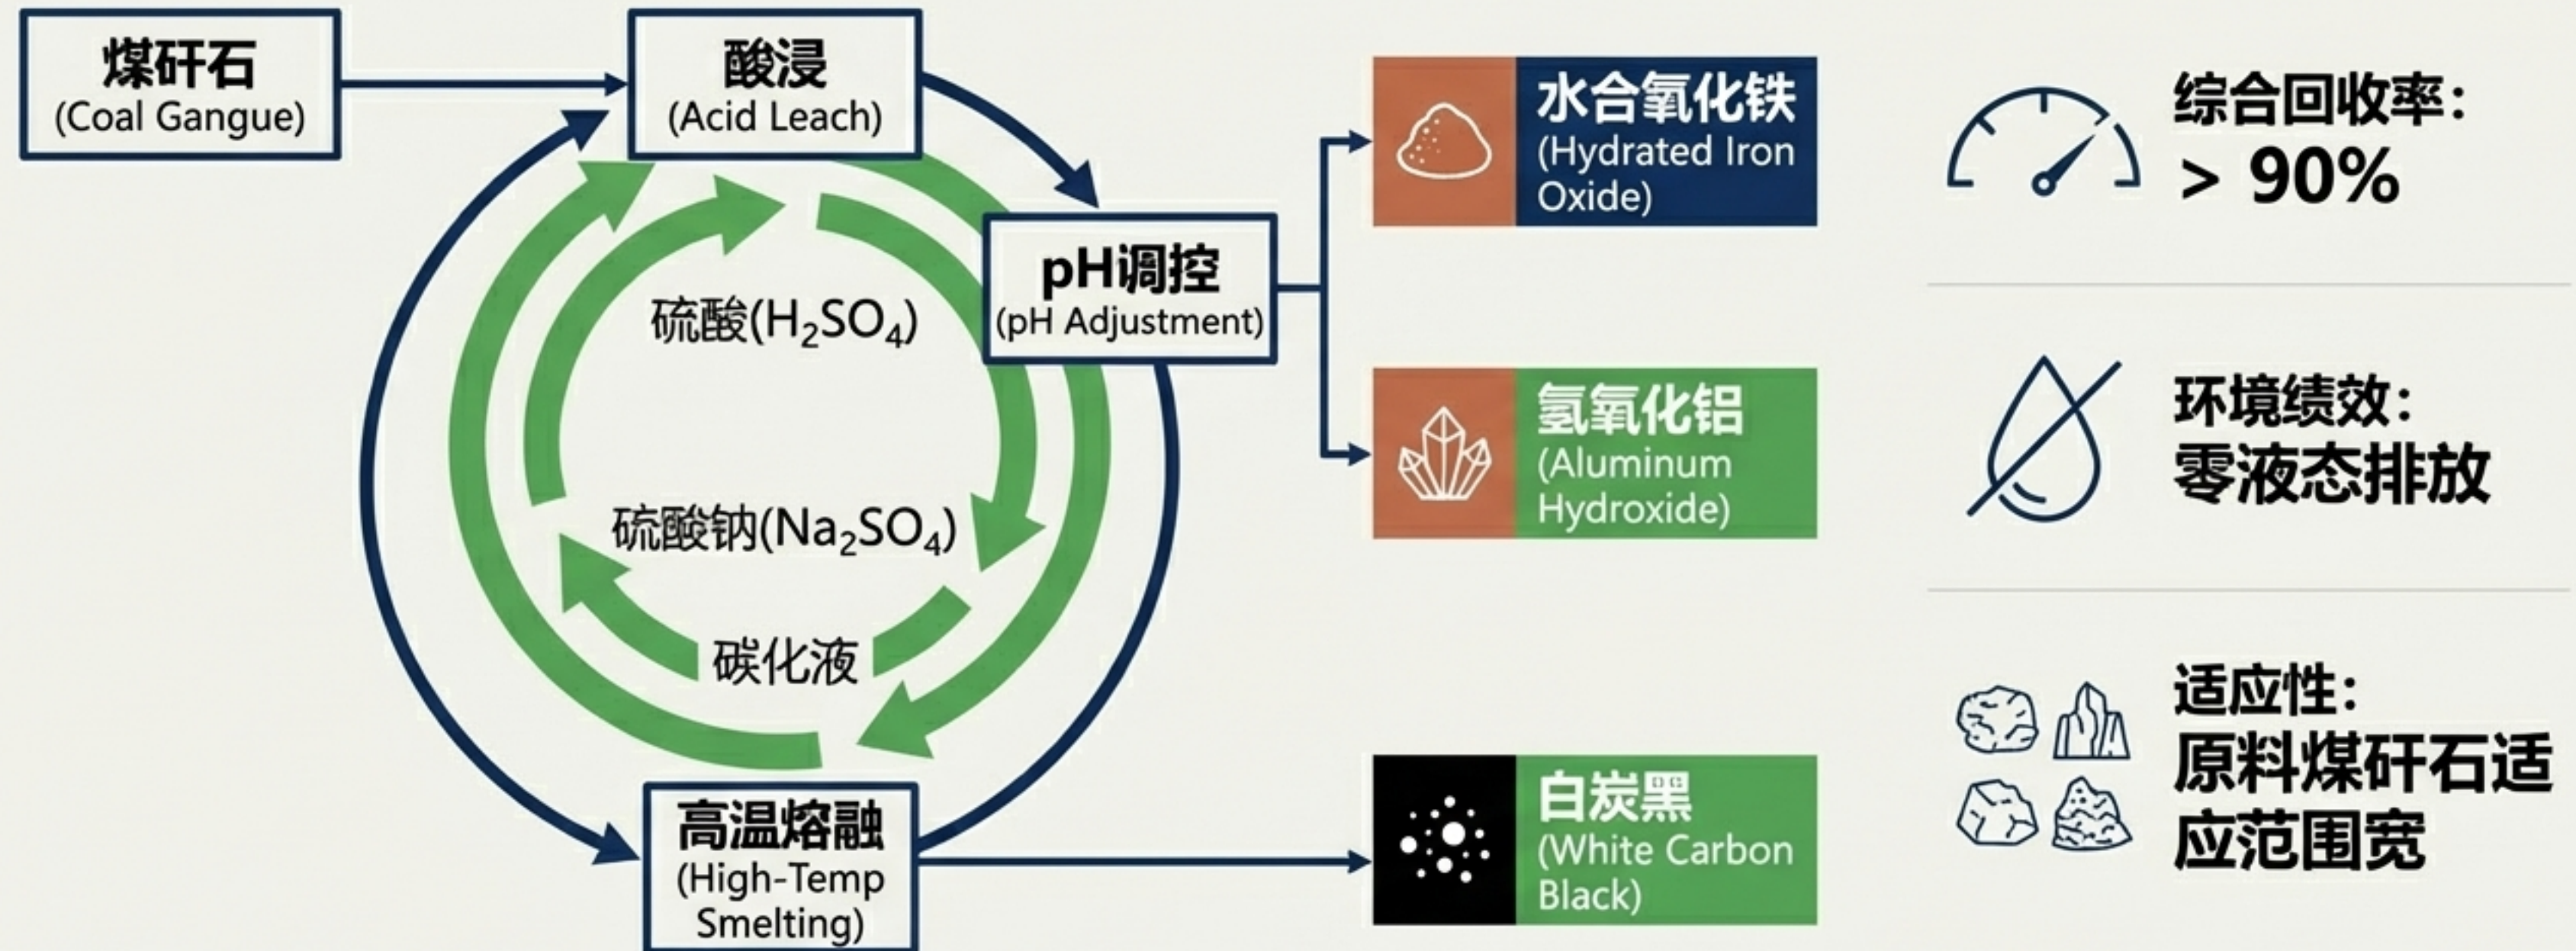 煤矸石
(Coal Gangue)
酸浸
(Acid Leach)
pH调控
(pH Adjustment)
硫酸(H₂SO₄)
硫酸钠(Na₂SO₄)
碳化液
高温熔融
(High-Temp
Smelting)
水合氧化铁
(Hydrated Iron
Oxide)
氢氧化铝
(Aluminum
Hydroxide)
白炭黑
(White Carbon
Black)
综合回收率：
> 90%
环境绩效：
零液态排放
适应性：
原料煤矸石适
应范围宽